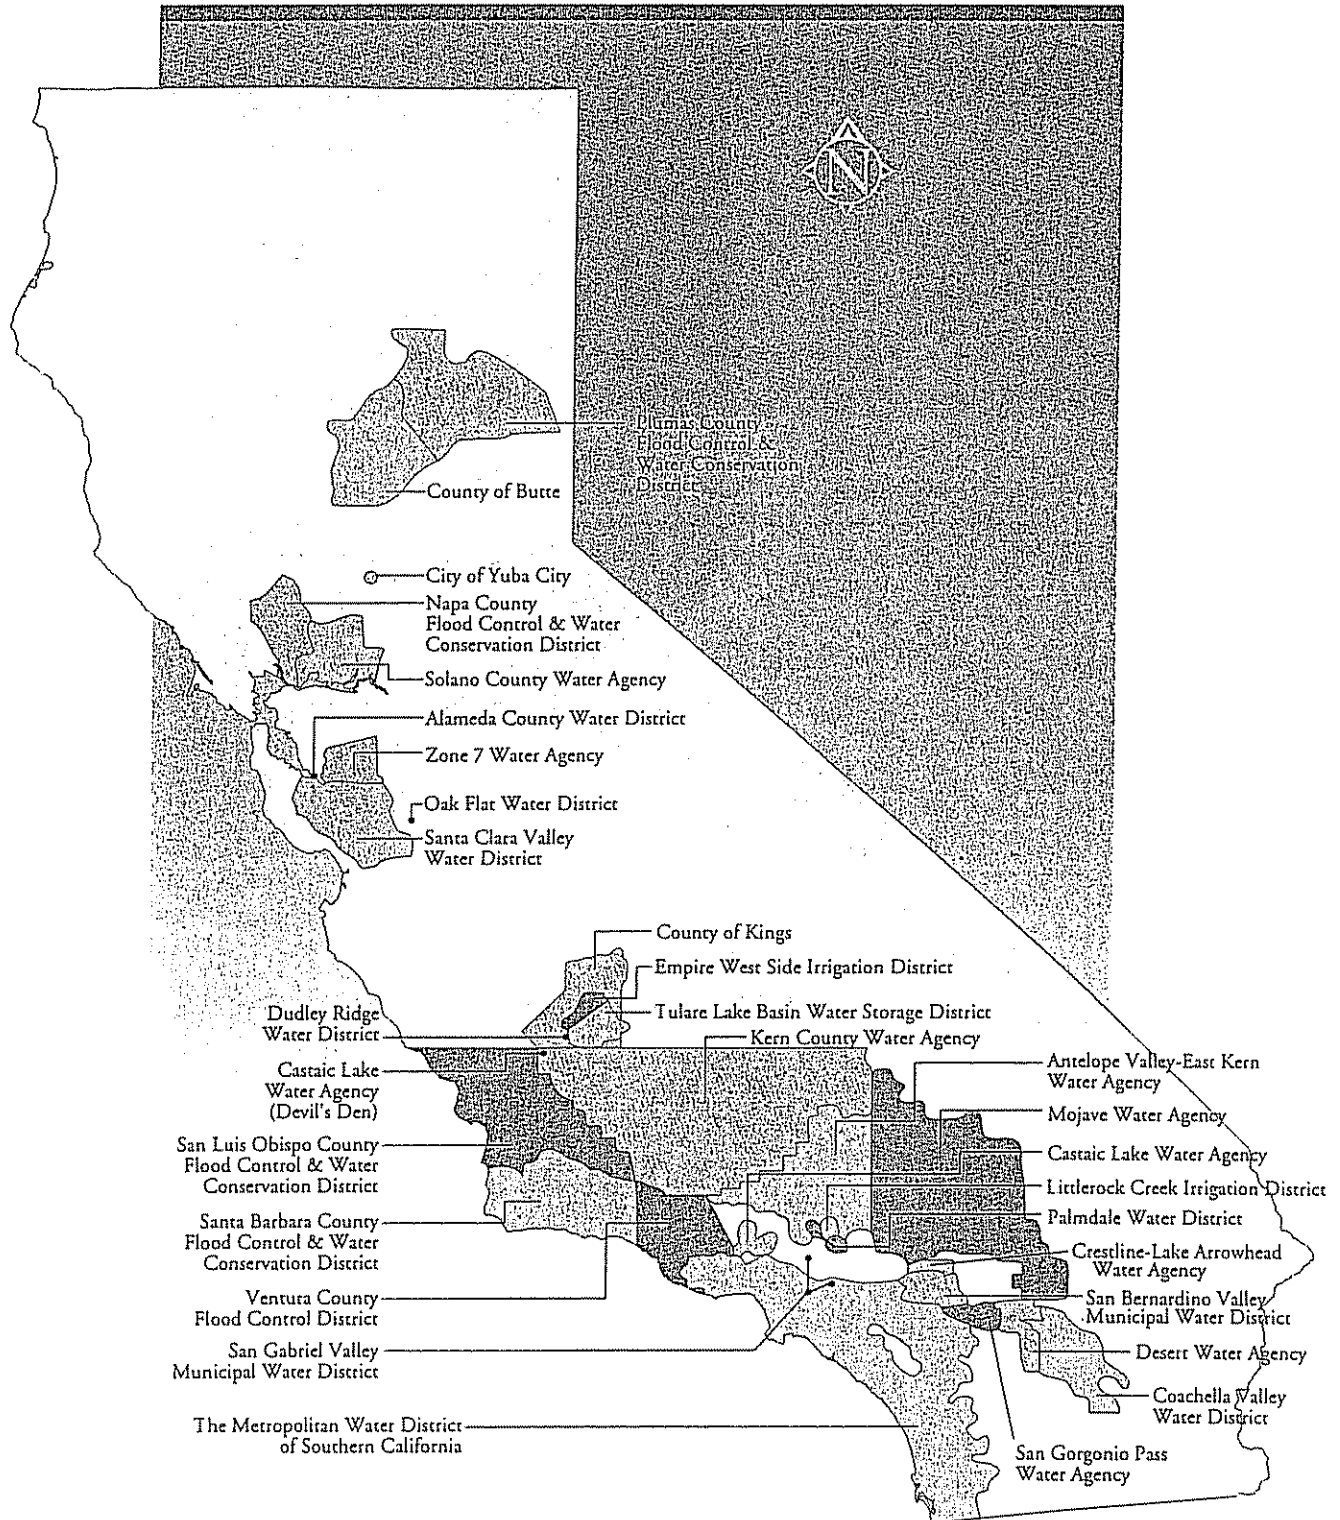 N
Plumas County
Flood Control &
Water Conservation
District
County of Butte
City of Yuba City
Napa County
Flood Control & Water
Conservation District
Solano County Water Agency
Alameda County Water District
Zone 7 Water Agency
Oak Flat Water District
Santa Clara Valley
Water District
County of Kings
Empire West Side Irrigation District
Tulare Lake Basin Water Storage District
Kern County Water Agency
Dudley Ridge
Water District
Castaic Lake
Water Agency
(Devil's Den)
San Luis Obispo County
Flood Control & Water
Conservation District
Santa Barbara County
Flood Control & Water
Conservation District
Ventura County
Flood Control District
San Gabriel Valley
Municipal Water District
The Metropolitan Water District
of Southern California
Antelope Valley-East Kern
Water Agency
Mojave Water Agency
Castaic Lake Water Agency
Littlerock Creek Irrigation District
Palmdale Water District
Crestline-Lake Arrowhead
Water Agency
San Bernardino Valley
Municipal Water District
Desert Water Agency
Coachella Valley
Water District
San Gorgonio Pass
Water Agency